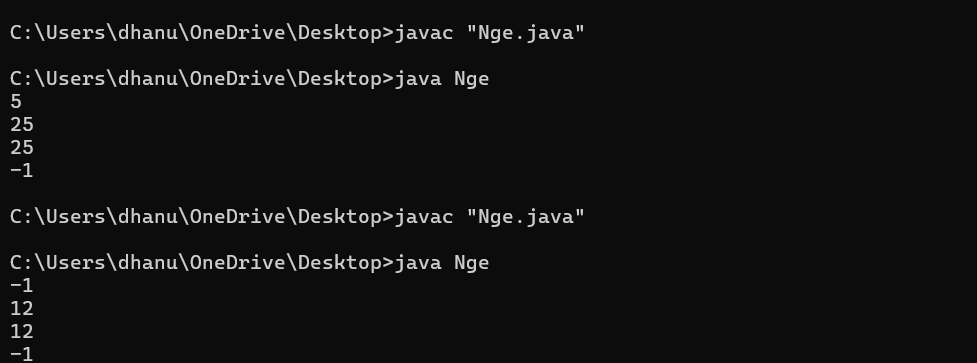 C:\Users\dhanu\OneDrive\Desktop>javac "Nge.java"
C:\Users\dhanu\OneDrive\Desktop>java Nge
5
25
25
-1
C:\Users\dhanu\OneDrive\Desktop>javac "Nge.java"
C:\Users\dhanu\OneDrive\Desktop>java Nge
-1
12
12
-1